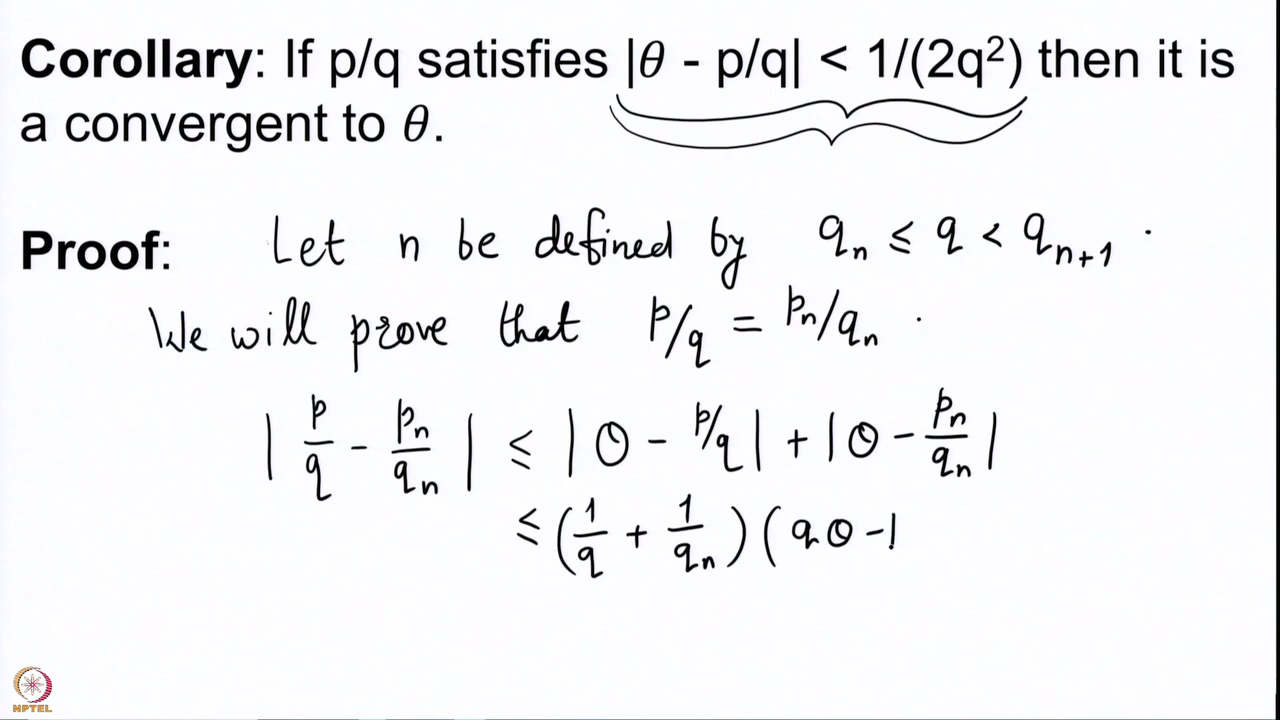 Corollary: If p/q satisfies |θ - p/q| < 1/(2q²) then it is
a convergent to θ.
Proof: Let n be defined by qₙ ≤ q < qₙ₊₁ .
We will prove that p/q = pₙ/qₙ .
| p/q - pₙ/qₙ | ≤ | θ - p/q | + | θ - pₙ/qₙ |
≤ ( 1/q + 1/qₙ ) ( qθ -
NPTEL